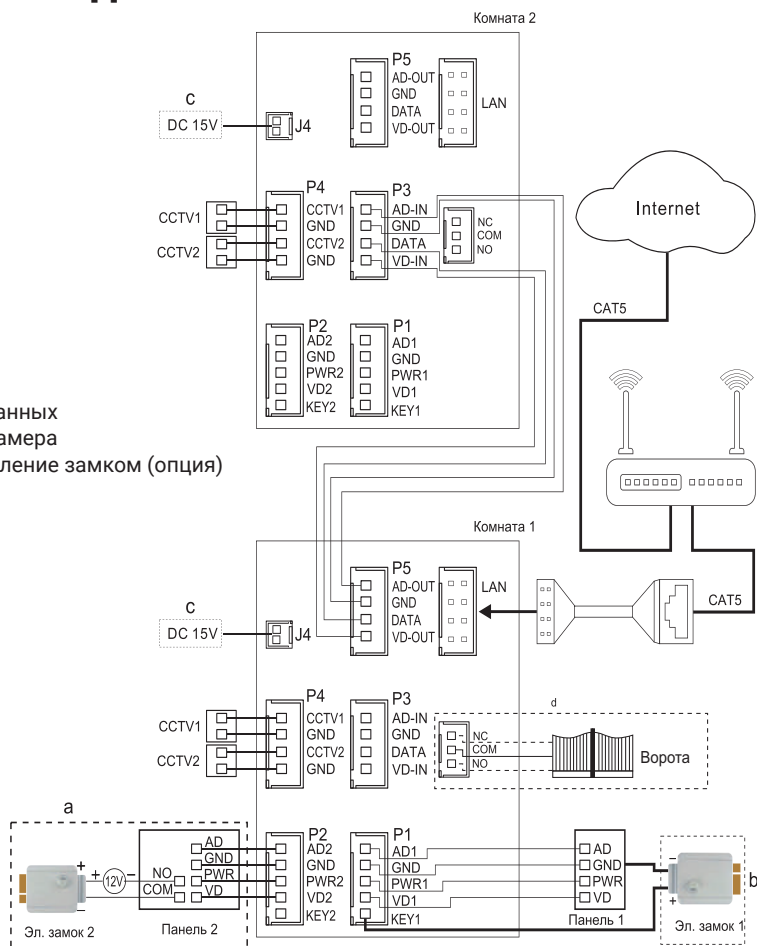 Комната 2
P5
AD-OUT
GND
DATA
VD-OUT
LAN
c
DC 15V
J4
P4
CCTV1
GND
CCTV2
GND
CCTV1
CCTV2
P3
AD-IN
GND
DATA
VD-IN
NC
COM
NO
Internet
CAT5
P2
AD2
GND
PWR2
VD2
KEY2
P1
AD1
GND
PWR1
VD1
KEY1
анных
амера
ление замком (опция)
Комната 1
P5
AD-OUT
GND
DATA
VD-OUT
LAN
CAT5
c
DC 15V
J4
P4
CCTV1
GND
CCTV2
GND
CCTV1
CCTV2
P3
AD-IN
GND
DATA
VD-IN
d
NC
COM
NO
Ворота
a
+
−
+ 12V −
NO
COM
AD
GND
PWR
VD
Эл. замок 2
Панель 2
P2
AD2
GND
PWR2
VD2
KEY2
P1
AD1
GND
PWR1
VD1
KEY1
AD
GND
PWR
VD
Панель 1
−
+
b
Эл. замок 1